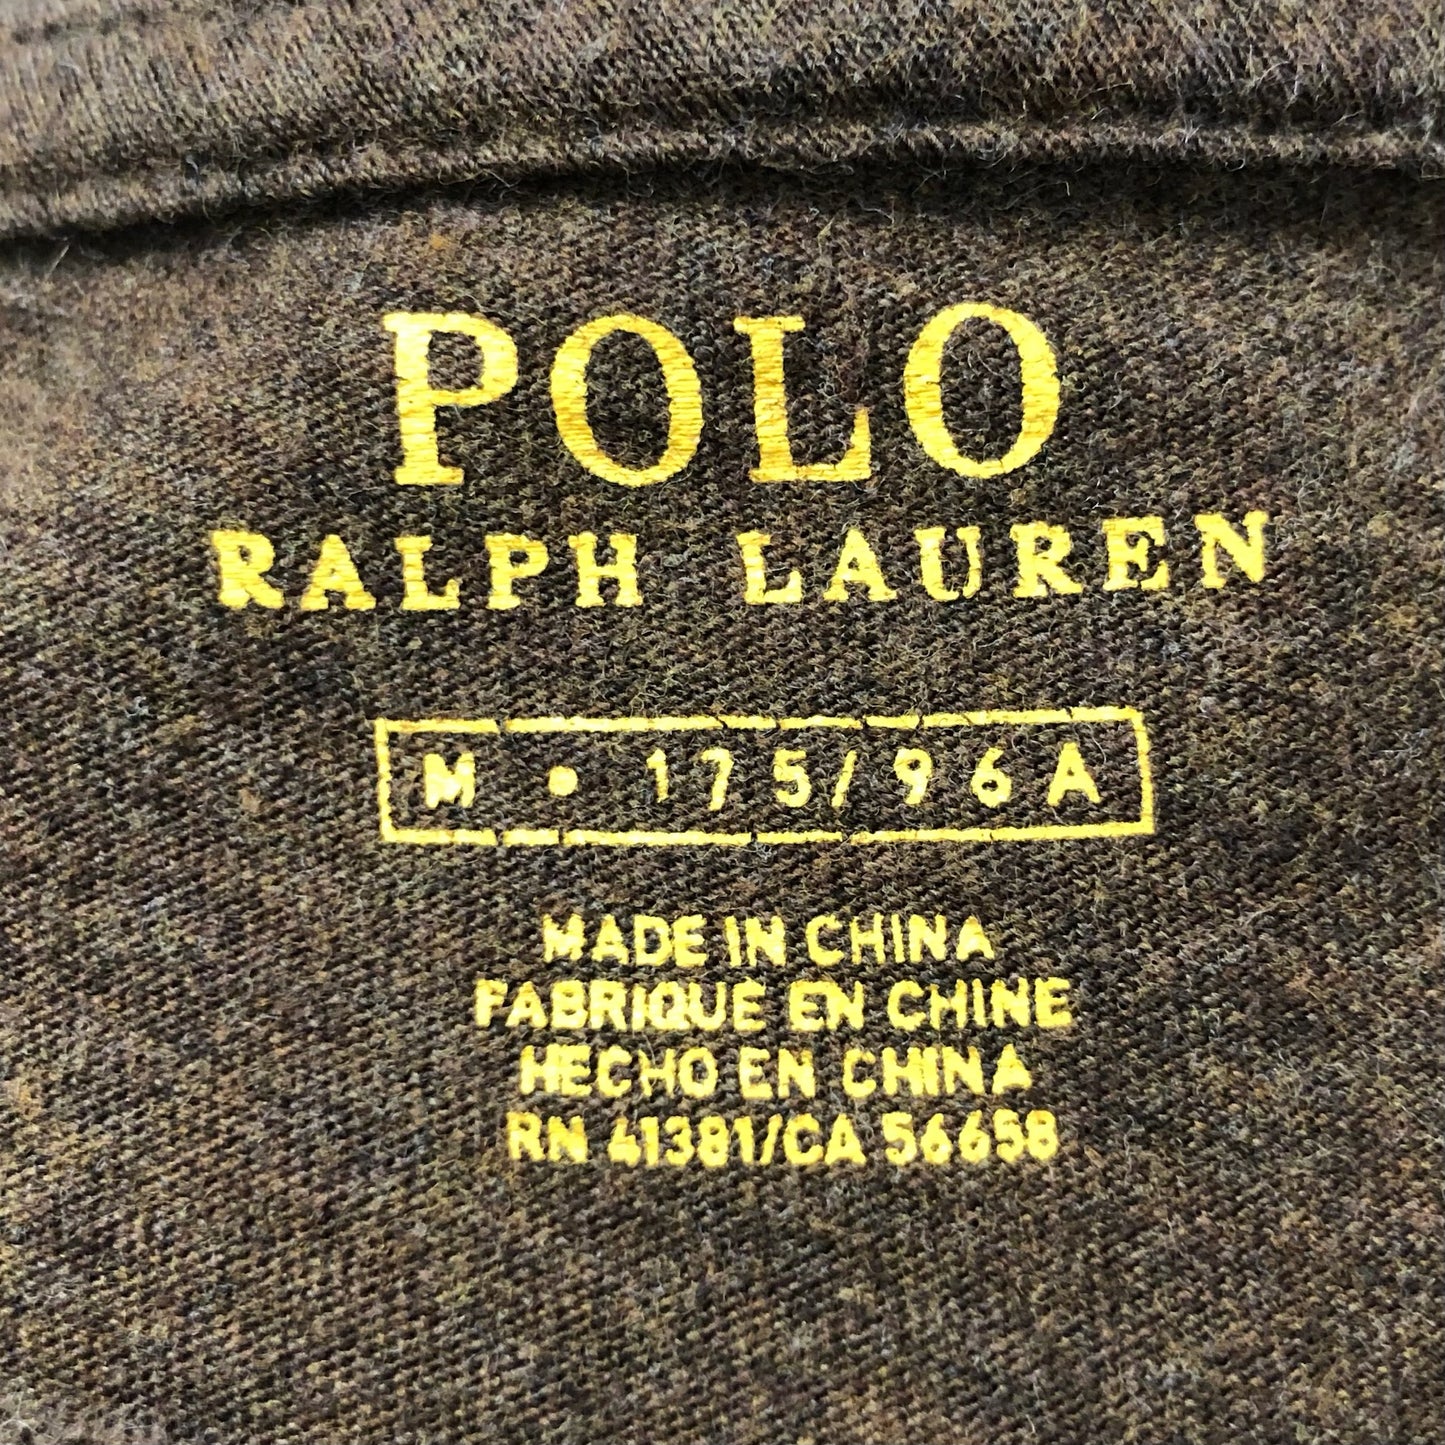 POLO
RALPH LAUREN
M • 175/96A
MADE IN CHINA
FABRIQUE EN CHINE
HECHO EN CHINA
RN 41381/CA 56658